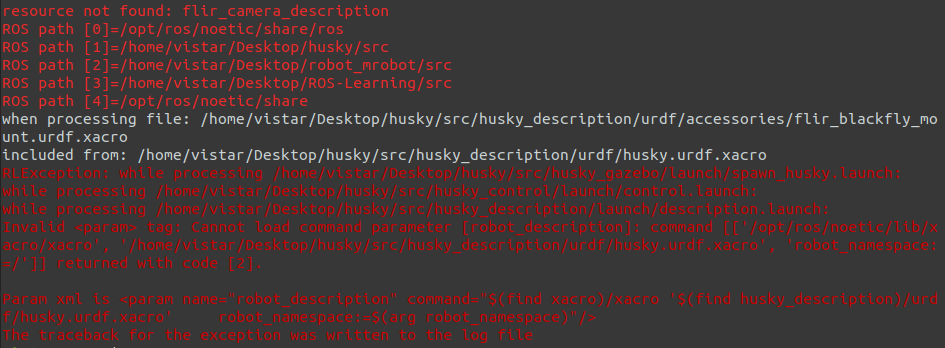 resource not found: flir_camera_description
ROS path [0]=/opt/ros/noetic/share/ros
ROS path [1]=/home/vistar/Desktop/husky/src
ROS path [2]=/home/vistar/Desktop/robot_mrobot/src
ROS path [3]=/home/vistar/Desktop/ROS-Learning/src
ROS path [4]=/opt/ros/noetic/share
when processing file: /home/vistar/Desktop/husky/src/husky_description/urdf/accessories/flir_blackfly_mo
unt.urdf.xacro
included from: /home/vistar/Desktop/husky/src/husky_description/urdf/husky.urdf.xacro
RLException: while processing /home/vistar/Desktop/husky/src/husky_gazebo/launch/spawn_husky.launch:
while processing /home/vistar/Desktop/husky/src/husky_control/launch/control.launch:
while processing /home/vistar/Desktop/husky/src/husky_description/launch/description.launch:
Invalid <param> tag: Cannot load command parameter [robot_description]: command [['/opt/ros/noetic/lib/x
acro/xacro', '/home/vistar/Desktop/husky/src/husky_description/urdf/husky.urdf.xacro', 'robot_namespace:
=/']] returned with code [2].
Param xml is <param name="robot_description" command="$(find xacro)/xacro '$(find husky_description)/urd
f/husky.urdf.xacro'     robot_namespace:=$(arg robot_namespace)"/>
The traceback for the exception was written to the log file